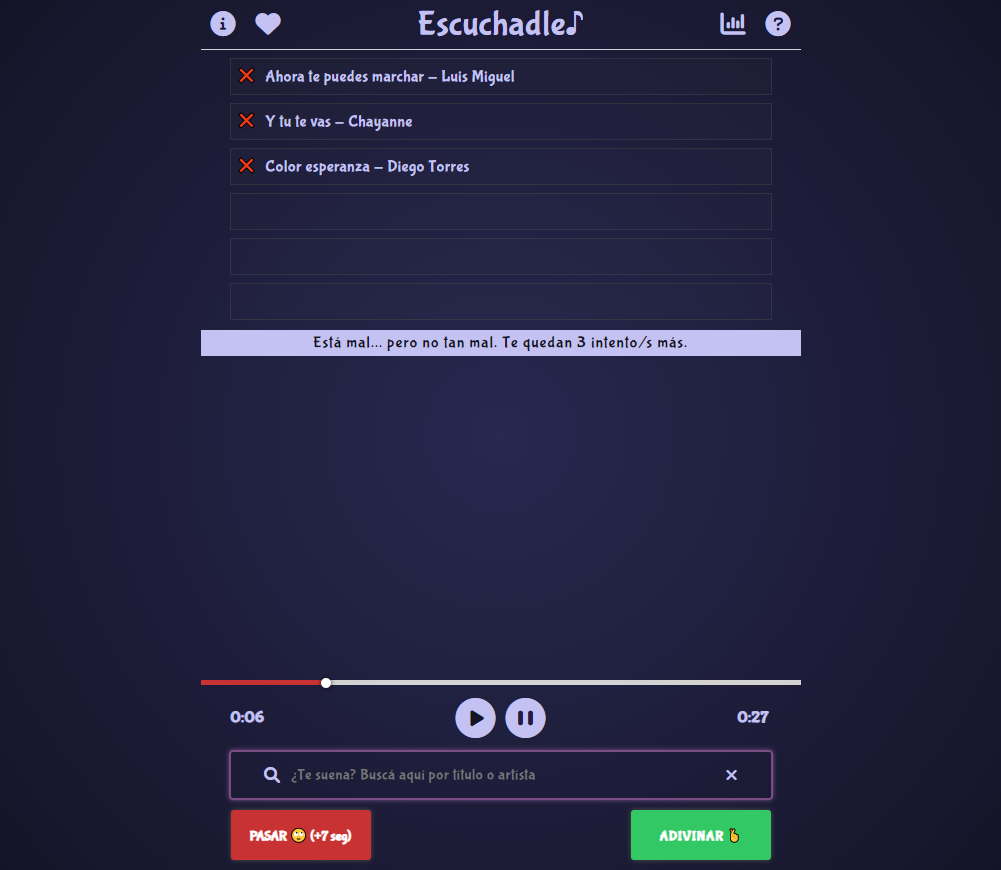 Escuchadle
Ahora te puedes marchar - Luis Miguel
Y tu te vas - Chayanne
Color esperanza - Diego Torres
Está mal... pero no tan mal. Te quedan 3 intento/s más.
0:06
0:27
¿Te suena? Buscá aquí por título o artista
PASAR 🙄 (+7 seg)
ADIVINAR 🫰